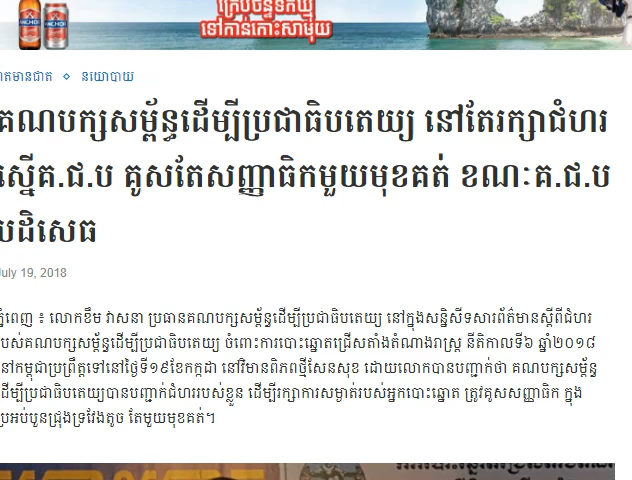 ANCHOR ANCHOR
ក្រេបចន្ទទឹកឃ្មុំ
ទៅកាន់កោះសាម៉ុយ
នយោបាយ
គណបក្សសម្ព័ន្ធដើម្បីប្រជាធិបតេយ្យ នៅតែរក្សាជំហរ
ស្នើគ.ជ.ប គូសតែសញ្ញាធិកមួយមុខគត់ ខណៈគ.ជ.ប
បដិសេធ
July 19, 2018
ភ្នំពេញ ៖ លោកខឹម វាសនា ប្រធានគណបក្សសម្ព័ន្ធដើម្បីប្រជាធិបតេយ្យ នៅក្នុងសន្និសីទសារព័ត៌មានស្តីពីជំហរ
របស់គណបក្សសម្ព័ន្ធដើម្បីប្រជាធិបតេយ្យ ចំពោះការបោះឆ្នោតជ្រើសតាំងតំណាងរាស្ត្រ នីតិកាលទី៦ ឆ្នាំ២០១៨
នៅកម្ពុជាប្រព្រឹត្តទៅនៅថ្ងៃទី១៩ខែកក្កដា នៅវិមានពិភពថ្មីសែនសុខ ដោយលោកបានបញ្ជាក់ថា គណបក្សសម្ព័ន្ធ
ដើម្បីប្រជាធិបតេយ្យបានបញ្ជាក់ជំហររបស់ខ្លួន ដើម្បីរក្សាការសម្ងាត់របស់អ្នកបោះឆ្នោត ត្រូវគូសសញ្ញាធិក ក្នុង
ប្រអប់បួនជ្រុងទ្រវែងតូច តែមួយមុខគត់។